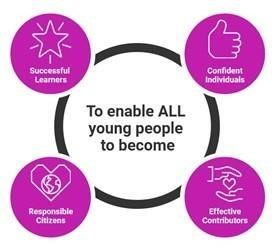 Successful
Learners
Confident
Individuals
To enable ALL
young people
to become
Responsible
Citizens
Effective
Contributors